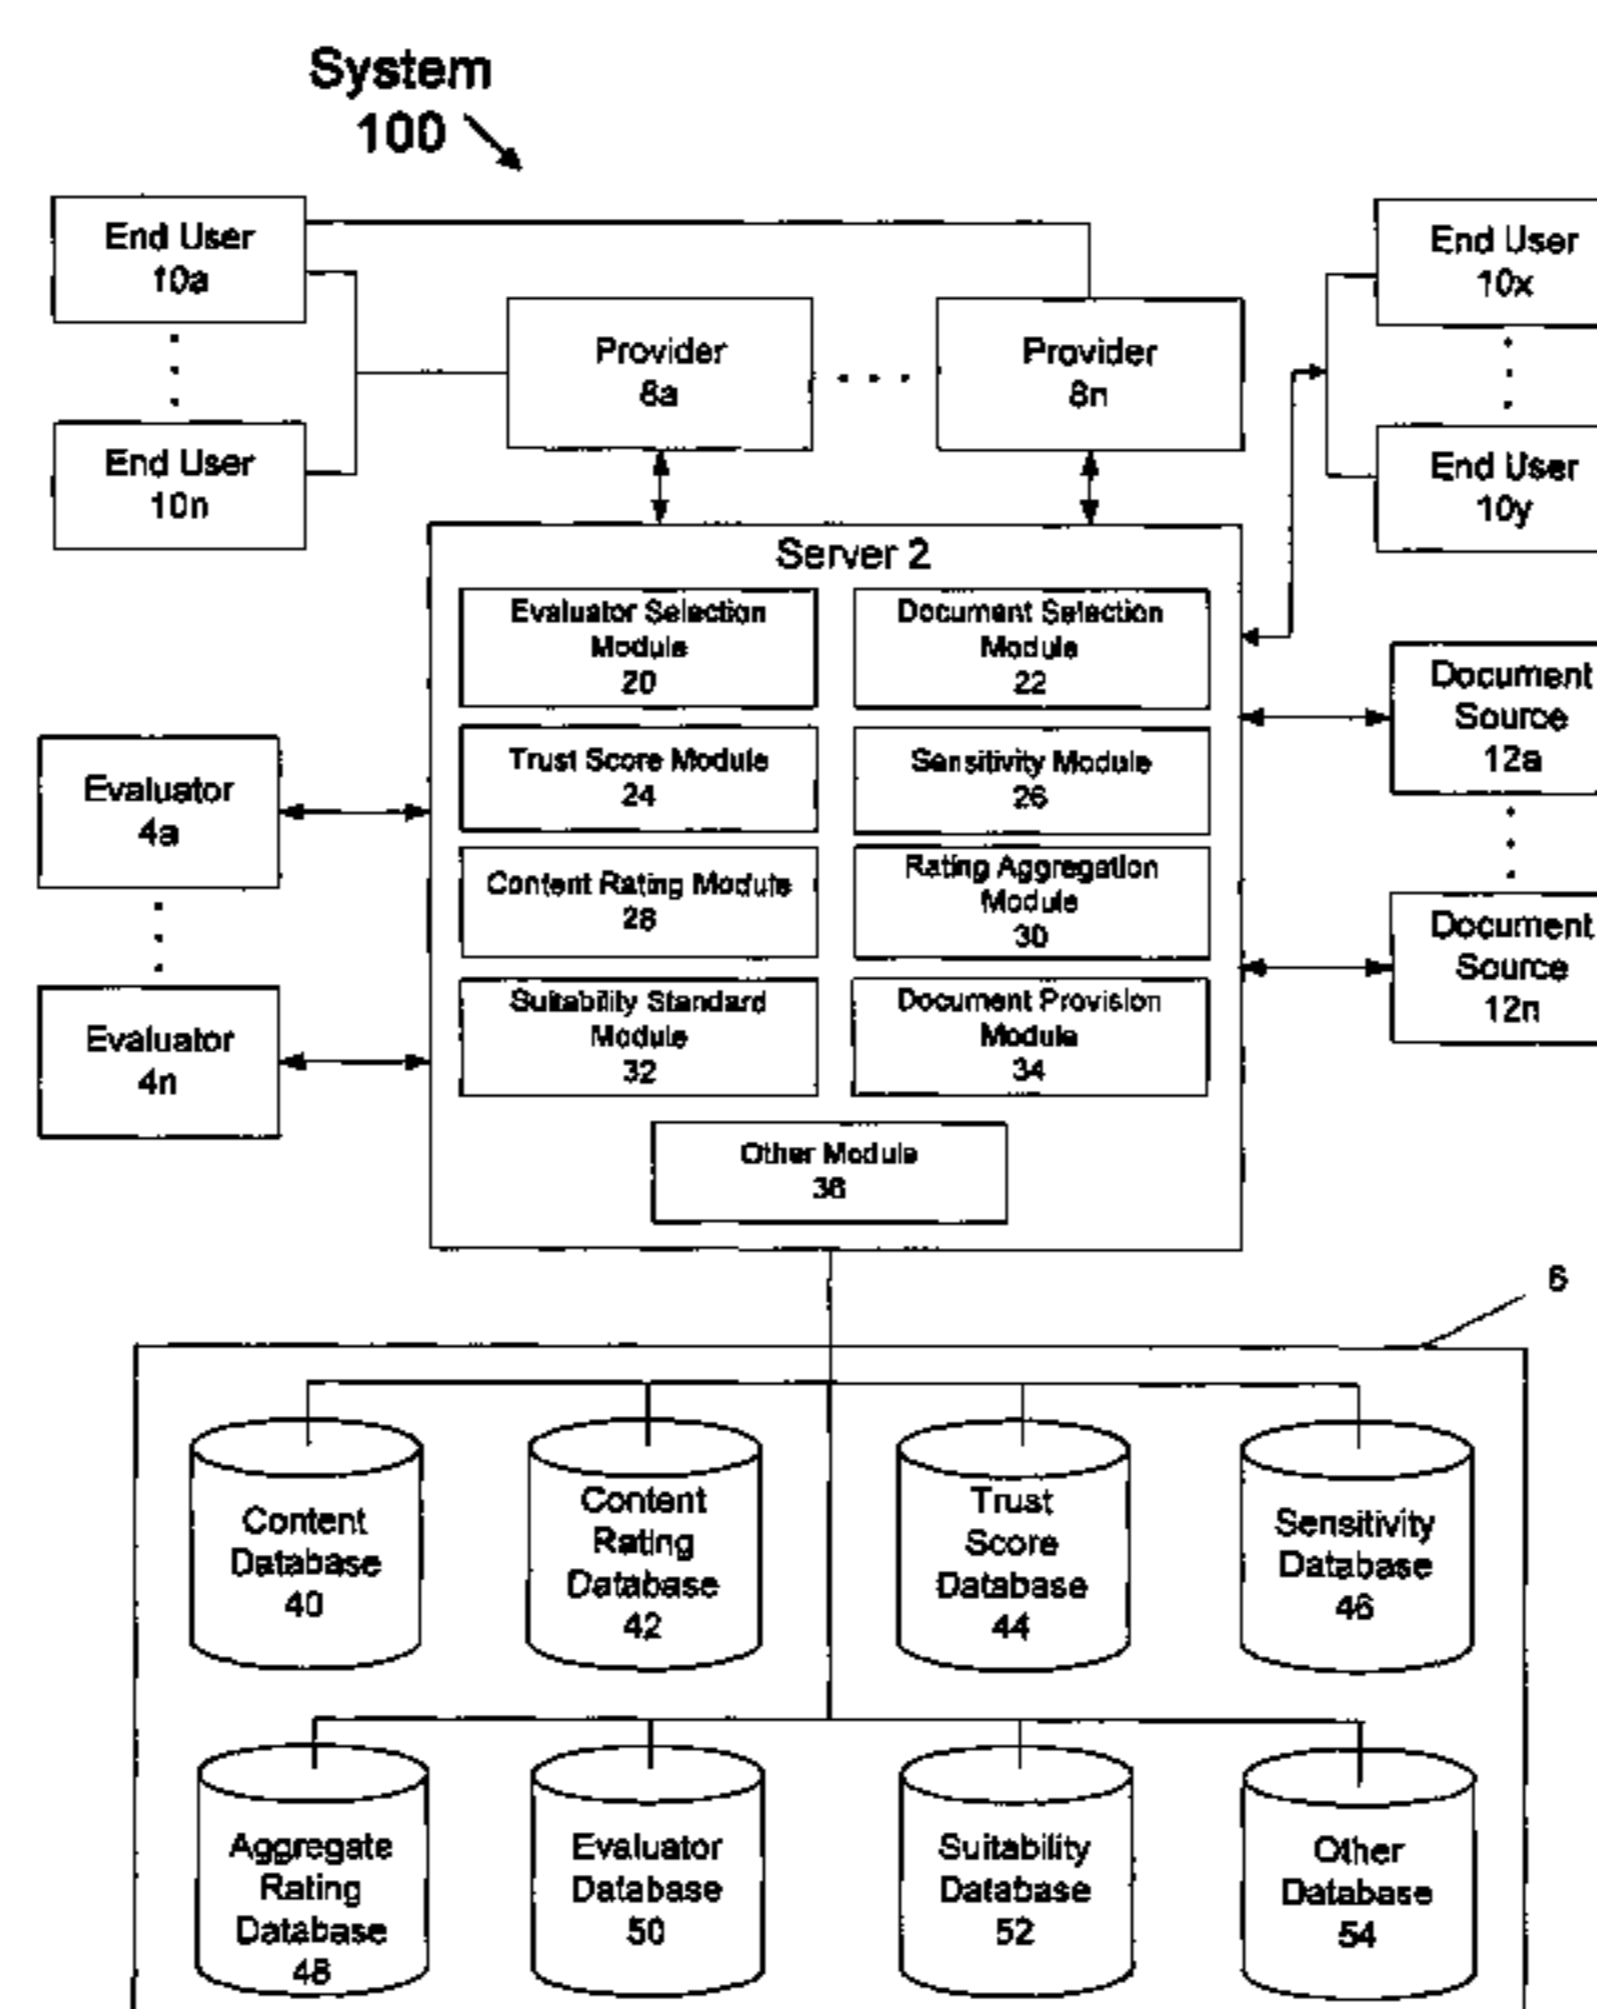 System
100
End User
10a
End User
10n
Provider
8a
Provider
8n
End User
10x
End User
10y
Server 2
Evaluator Selection
Module
20
Document Selection
Module
22
Trust Score Module
24
Sensitivity Module
26
Content Rating Module
28
Rating Aggregation
Module
30
Suitability Standard
Module
32
Document Provision
Module
34
Other Module
36
Evaluator
4a
Evaluator
4n
Document
Source
12a
Document
Source
12n
6
Content
Database
40
Content
Rating
Database
42
Trust
Score
Database
44
Sensitivity
Database
46
Aggregate
Rating
Database
48
Evaluator
Database
50
Suitability
Database
52
Other
Database
54